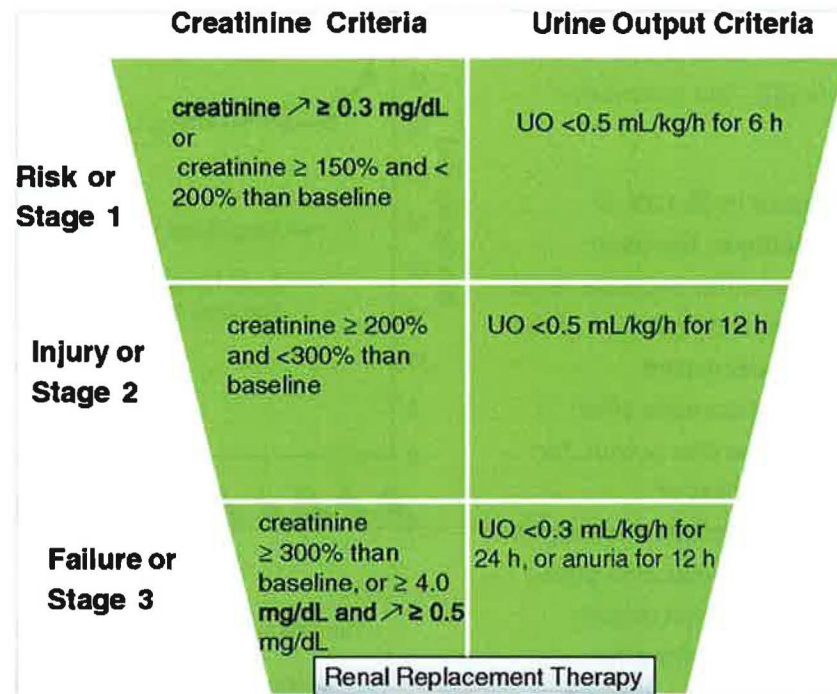 Creatinine Criteria
Urine Output Criteria
Risk or
Stage 1
creatinine ↗ ≥ 0.3 mg/dL
or
creatinine ≥ 150% and <
200% than baseline
UO <0.5 mL/kg/h for 6 h
Injury or
Stage 2
creatinine ≥ 200%
and <300% than
baseline
UO <0.5 mL/kg/h for 12 h
Failure or
Stage 3
creatinine
≥ 300% than
baseline, or ≥ 4.0
mg/dL and ↗ ≥ 0.5
mg/dL
UO <0.3 mL/kg/h for
24 h, or anuria for 12 h
Renal Replacement Therapy